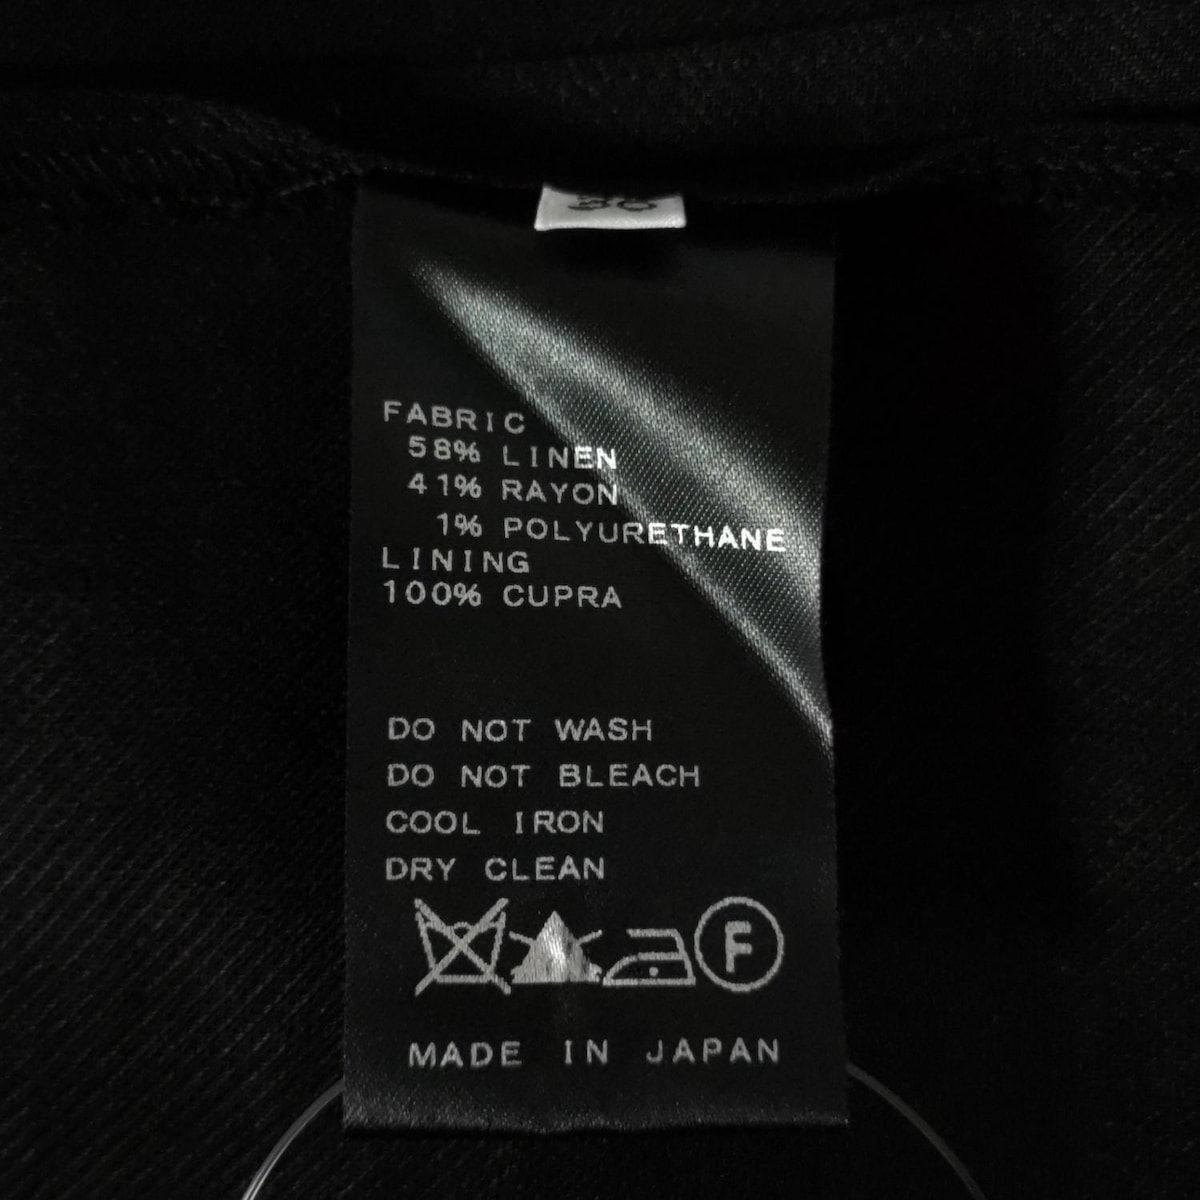 FABRIC
58% LINEN
41% RAYON
1% POLYURETHANE
LINING
100% CUPRA
DO NOT WASH
DO NOT BLEACH
COOL IRON
DRY CLEAN
F
MADE IN JAPAN